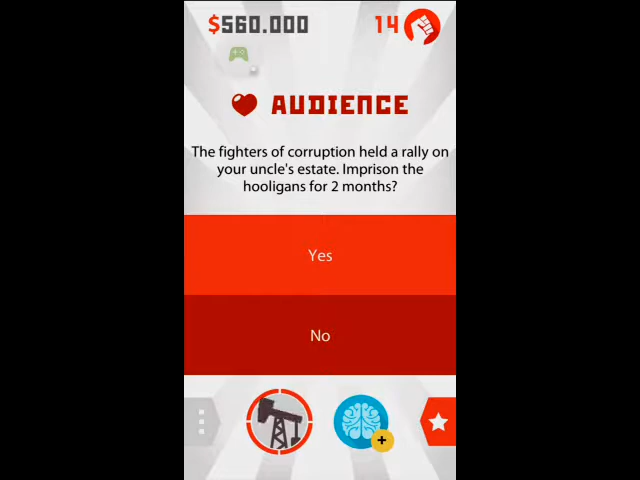 $560.000
14
AUDIENCE
The fighters of corruption held a rally on
your uncle's estate. Imprison the
hooligans for 2 months?
Yes
No